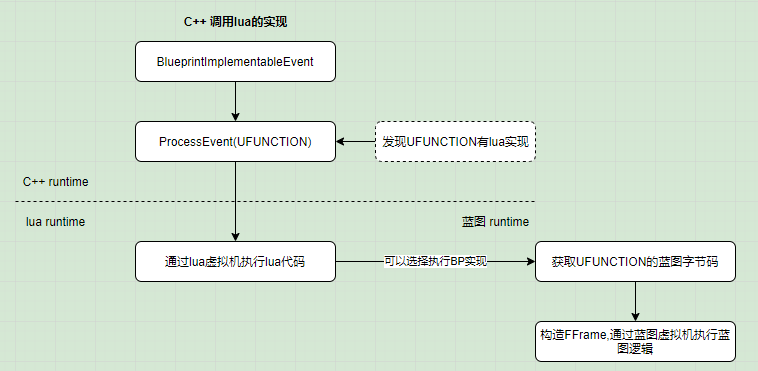 C++ 调用lua的实现
BlueprintImplementableEvent
ProcessEvent(UFUNCTION)
发现UFUNCTION有lua实现
C++ runtime
lua runtime
蓝图 runtime
通过lua虚拟机执行lua代码
可以选择执行BP实现
获取UFUNCTION的蓝图字节码
构造FFrame,通过蓝图虚拟机执行蓝
图逻辑